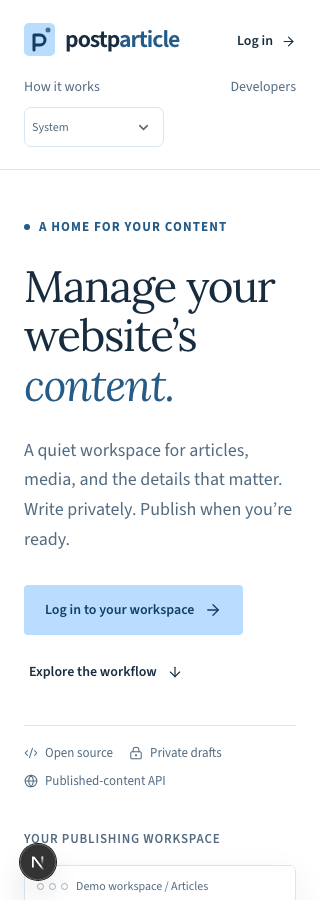 postparticle
Log in
How it works
Developers
System
A HOME FOR YOUR CONTENT
Manage your
website’s
content.
A quiet workspace for articles,
media, and the details that matter.
Write privately. Publish when you’re
ready.
Log in to your workspace
Explore the workflow
Open source
Private drafts
Published-content API
YOUR PUBLISHING WORKSPACE
N
Demo workspace / Articles